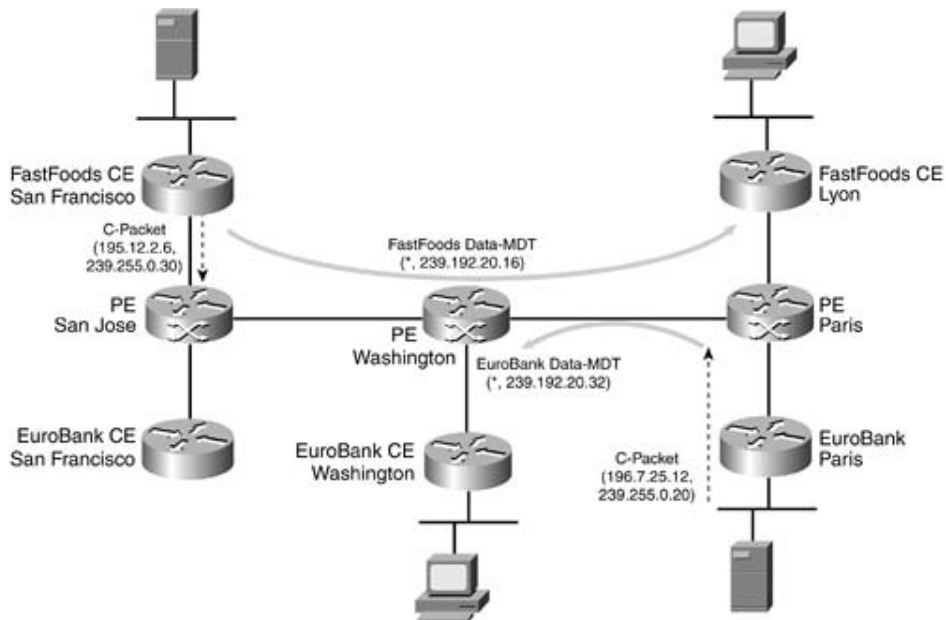 FastFoods CE
San Francisco
FastFoods CE
Lyon
C-Packet
(195.12.2.6,
239.255.0.30)
FastFoods Data-MDT
(*, 239.192.20.16)
PE
San Jose
PE
Washington
PE
Paris
EuroBank Data-MDT
(*, 239.192.20.32)
EuroBank CE
San Francisco
EuroBank CE
Washington
C-Packet
(196.7.25.12,
239.255.0.20)
EuroBank
Paris